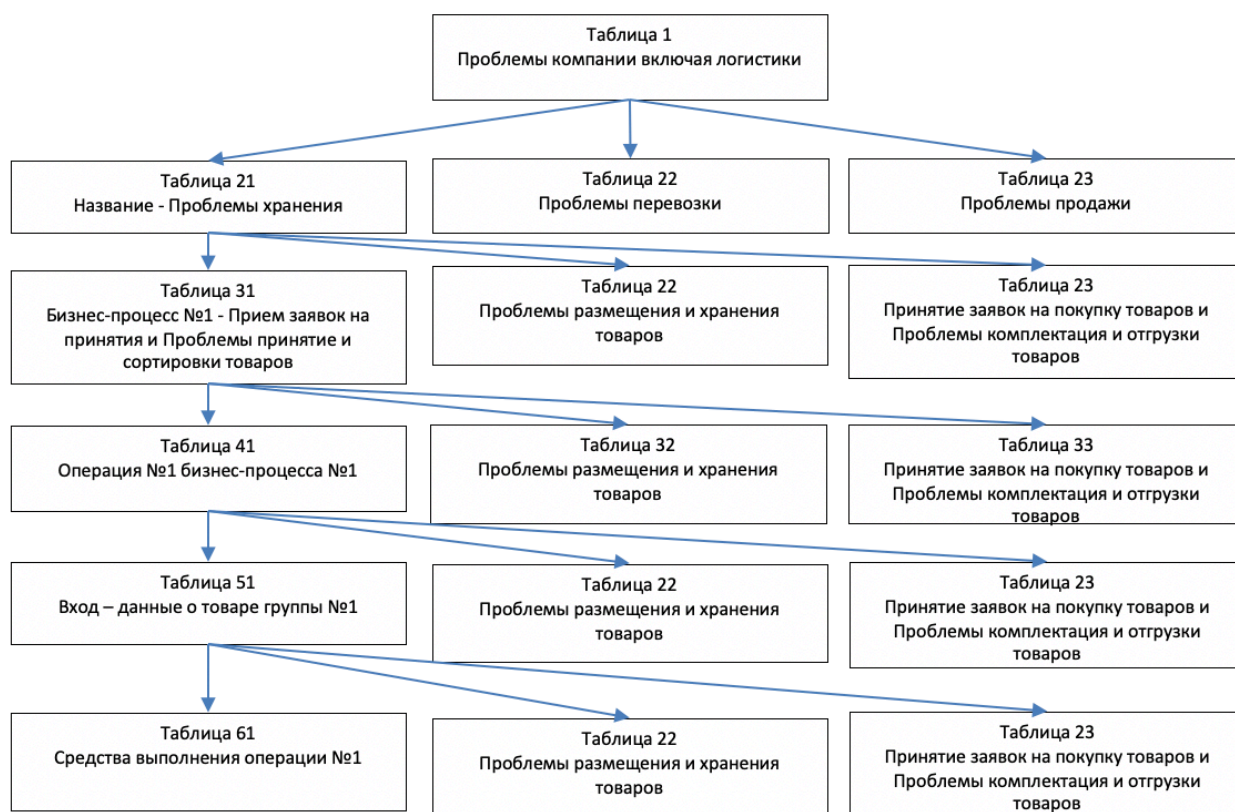 Таблица 1
Проблемы компании включая логистики
Таблица 21
Название - Проблемы хранения
Таблица 22
Проблемы перевозки
Таблица 23
Проблемы продажи
Таблица 31
Бизнес-процесс №1 - Прием заявок на
принятия и Проблемы принятие и
сортировки товаров
Таблица 22
Проблемы размещения и хранения
товаров
Таблица 23
Принятие заявок на покупку товаров и
Проблемы комплектация и отгрузки
товаров
Таблица 41
Операция №1 бизнес-процесса №1
Таблица 32
Проблемы размещения и хранения
товаров
Таблица 33
Принятие заявок на покупку товаров и
Проблемы комплектация и отгрузки
товаров
Таблица 51
Вход – данные о товаре группы №1
Таблица 22
Проблемы размещения и хранения
товаров
Таблица 23
Принятие заявок на покупку товаров и
Проблемы комплектация и отгрузки
товаров
Таблица 61
Средства выполнения операции №1
Таблица 22
Проблемы размещения и хранения
товаров
Таблица 23
Принятие заявок на покупку товаров и
Проблемы комплектация и отгрузки
товаров